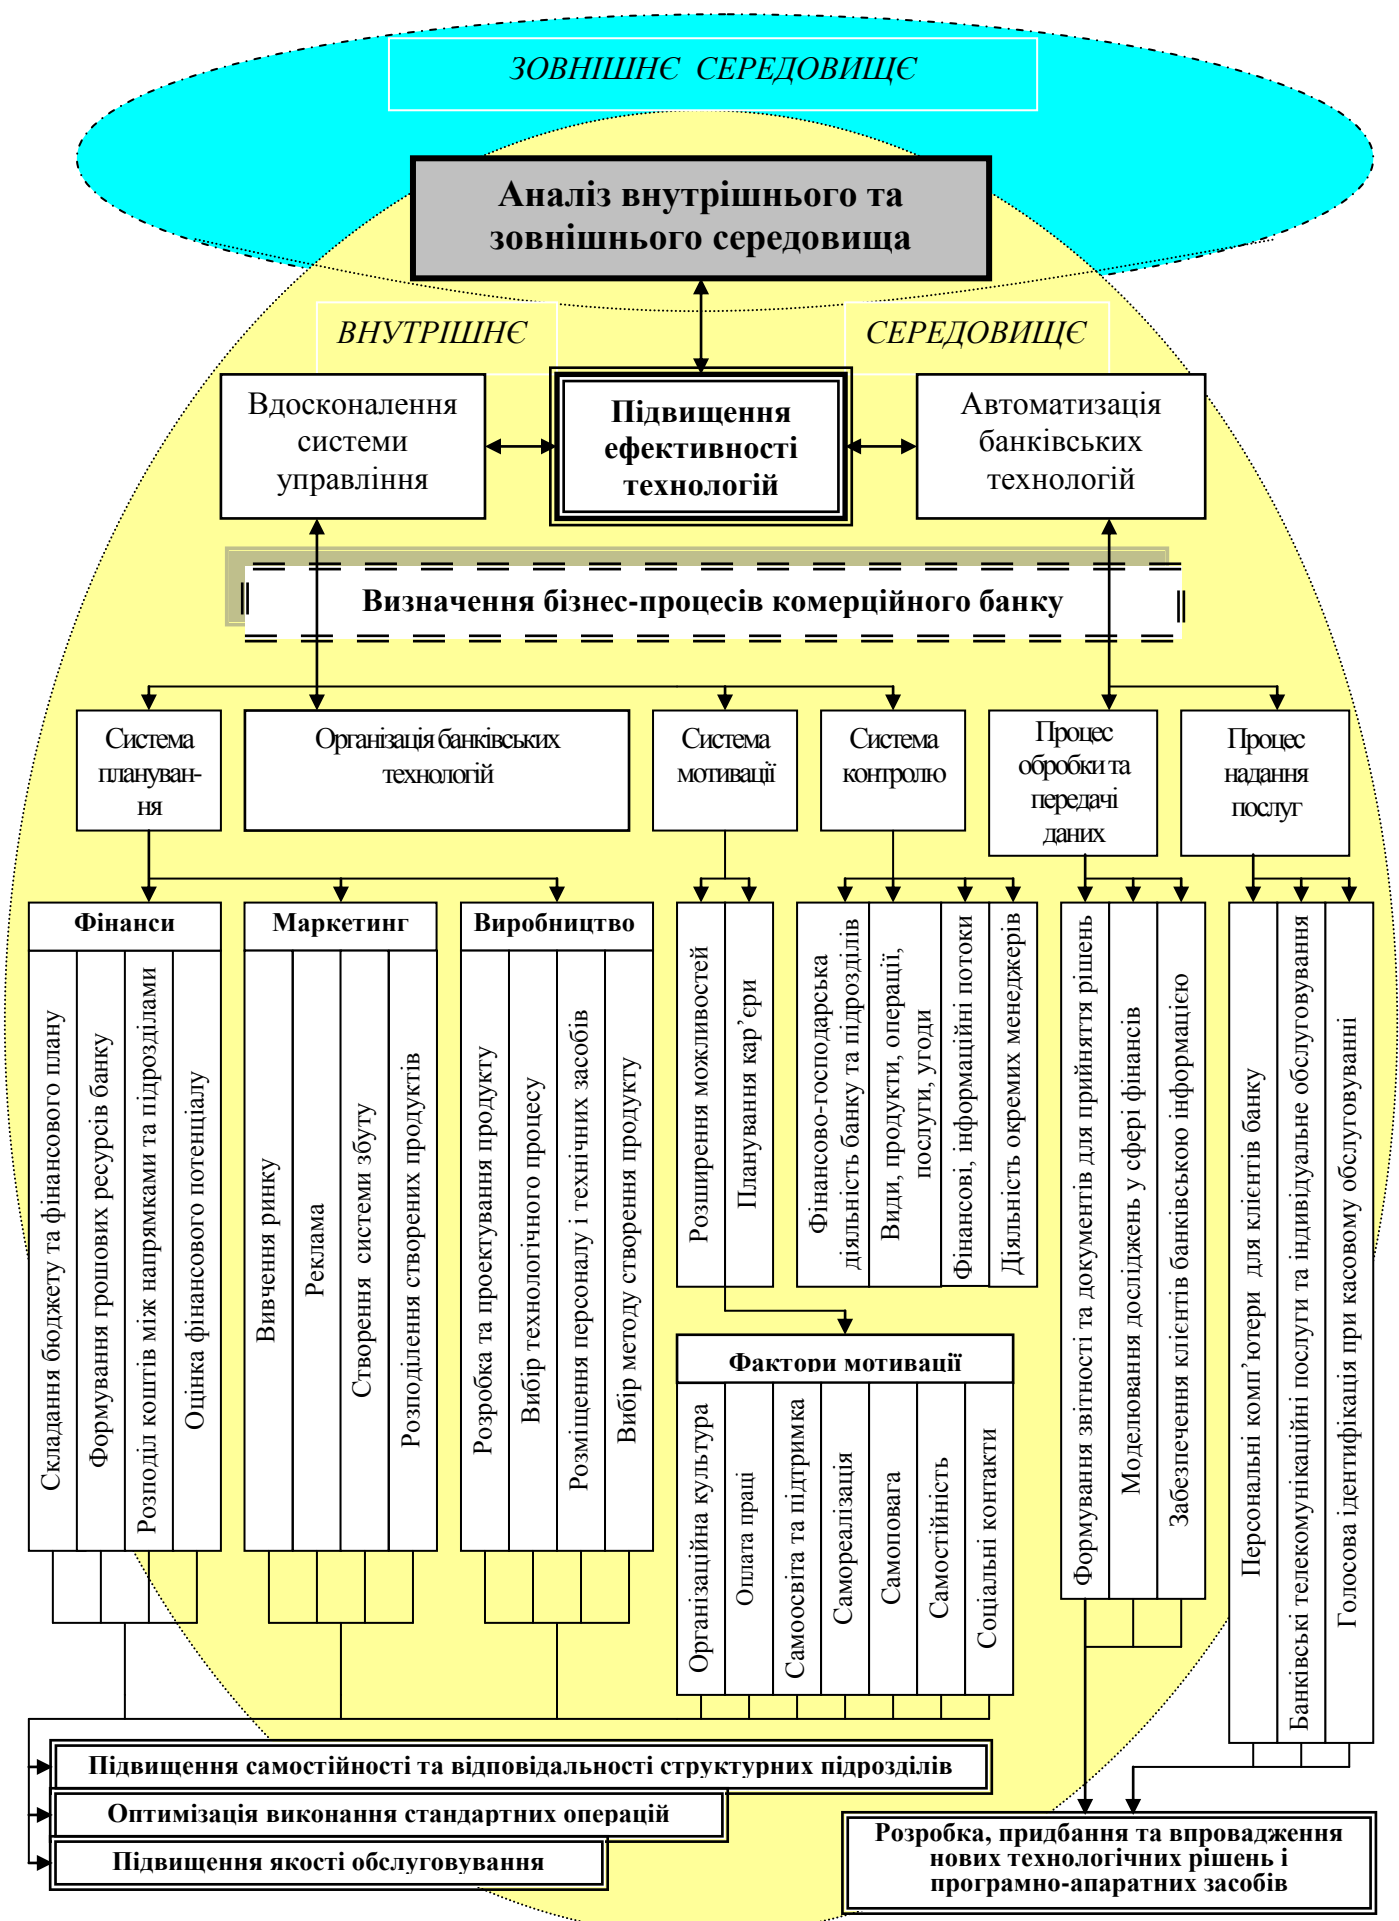 ЗОВНІШНЄ СЕРЕДОВИЩЄ
Аналіз внутрішнього та
зовнішнього середовища
ВНУТРІШНЄ
СЕРЕДОВИЩЄ
Вдосконалення
системи
управління
Підвищення
ефективності
технологій
Автоматизація
банківських
технологій
Визначення бізнес-процесів комерційного банку
Система
плануван-
ня
Організація банківських
технологій
Система
мотивації
Система
контролю
Процес
обробки та
передачі
даних
Процес
надання
послуг
Фінанси
Складання бюджету та фінансового плану
Формування грошових ресурсів банку
Розподіл коштів між напрямками та підрозділами
Оцінка фінансового потенціалу
Маркетинг
Вивчення ринку
Реклама
Створення системи збуту
Розподілення створених продуктів
Виробництво
Розробка та проектування продукту
Вибір технологічного процесу
Розміщення персоналу і технічних засобів
Вибір методу створення продукту
Розширення можливостей
Планування кар’єри
Фінансово-господарська
діяльність банку та підрозділів
Види, продукти, операції,
послуги, угоди
Фінансові, інформаційні потоки
Діяльність окремих менеджерів
Фактори мотивації
Організаційна культура
Оплата праці
Самоосвіта та підтримка
Самореалізація
Самоповага
Самостійність
Соціальні контакти
Формування звітності та документів для прийняття рішень
Моделювання досліджень у сфері фінансів
Забезпечення клієнтів банківською інформацією
Персональні комп’ютери для клієнтів банку
Банківські телекомунікаційні послуги та індивідуальне обслуговування
Голосова ідентифікація при касовому обслуговуванні
Підвищення самостійності та відповідальності структурних підрозділів
Оптимізація виконання стандартних операцій
Підвищення якості обслуговування
Розробка, придбання та впровадження
нових технологічних рішень і
програмно-апаратних засобів